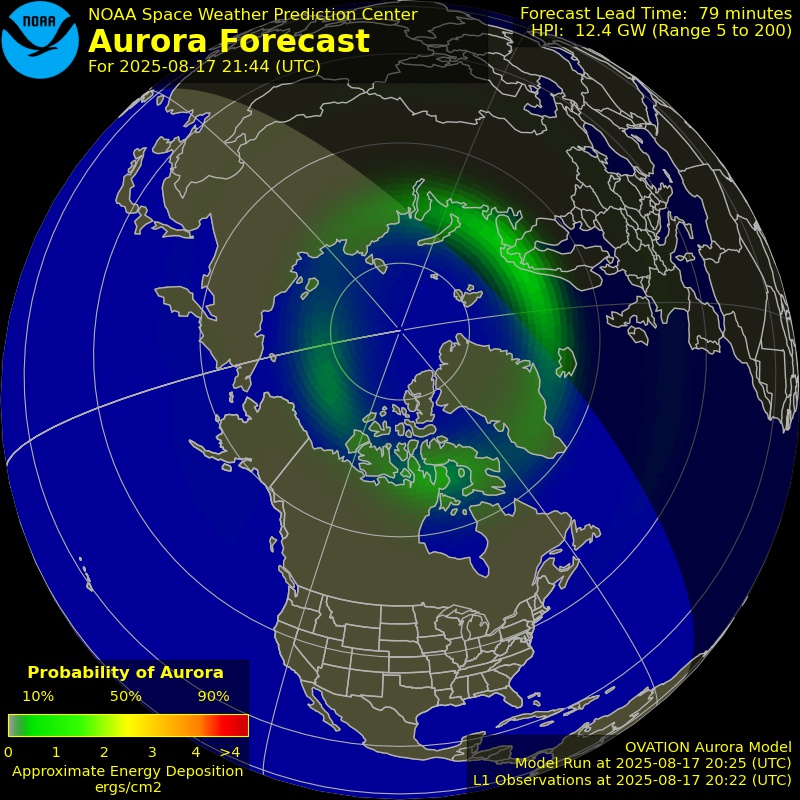 NOAA
NOAA Space Weather Prediction Center
Aurora Forecast
For 2025-08-17 21:44 (UTC)
Forecast Lead Time: 79 minutes
HPI: 12.4 GW (Range 5 to 200)
Probability of Aurora
10% 50% 90%
0 1 2 3 4 >4
Approximate Energy Deposition
ergs/cm2
OVATION Aurora Model
Model Run at 2025-08-17 20:25 (UTC)
L1 Observations at 2025-08-17 20:22 (UTC)